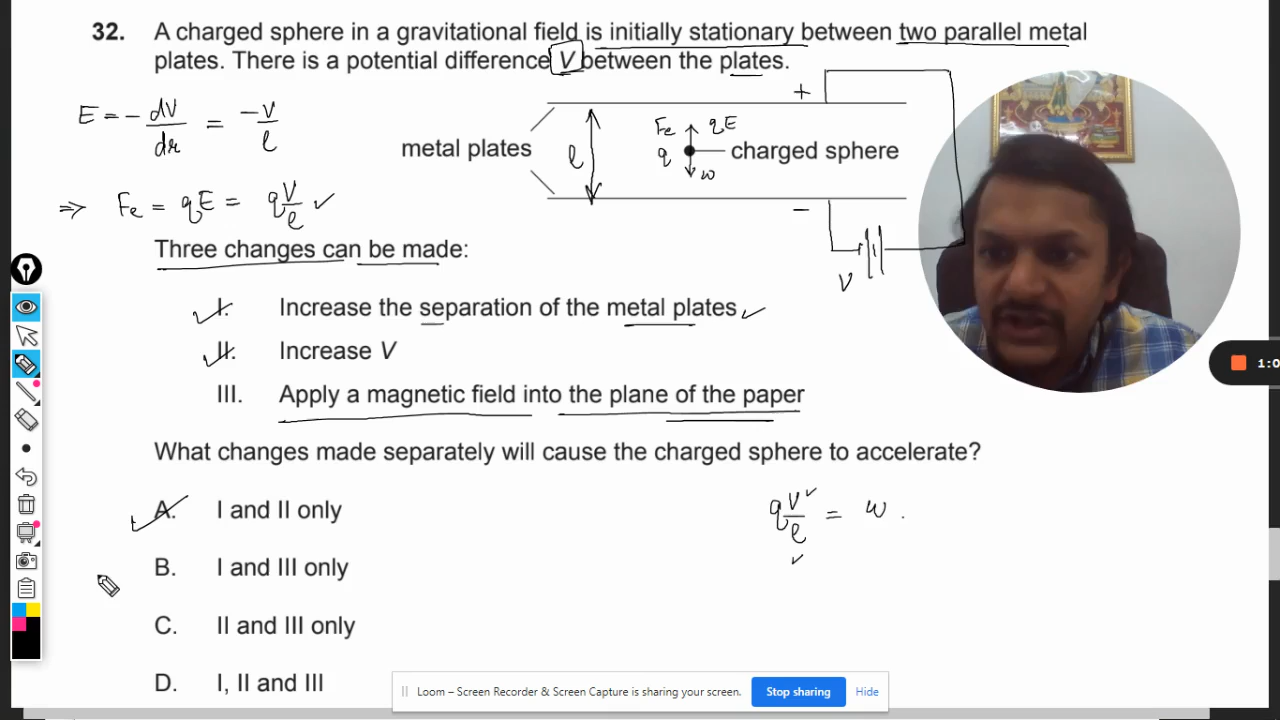 32. A charged sphere in a gravitational field is initially stationary between two parallel metal
plates. There is a potential difference V between the plates.
E = - dV/dr = -V/l
+
metal plates
l
Fe qE
q
w
charged sphere
⇒ Fe = qE = qV/l ✓
−
V
Three changes can be made:
I. Increase the separation of the metal plates ✓
II. Increase V
III. Apply a magnetic field into the plane of the paper
What changes made separately will cause the charged sphere to accelerate?
qV/l = w .
A. I and II only
B. I and III only
C. II and III only
D. I, II and III
1:0
Loom – Screen Recorder & Screen Capture is sharing your screen.
Stop sharing
Hide